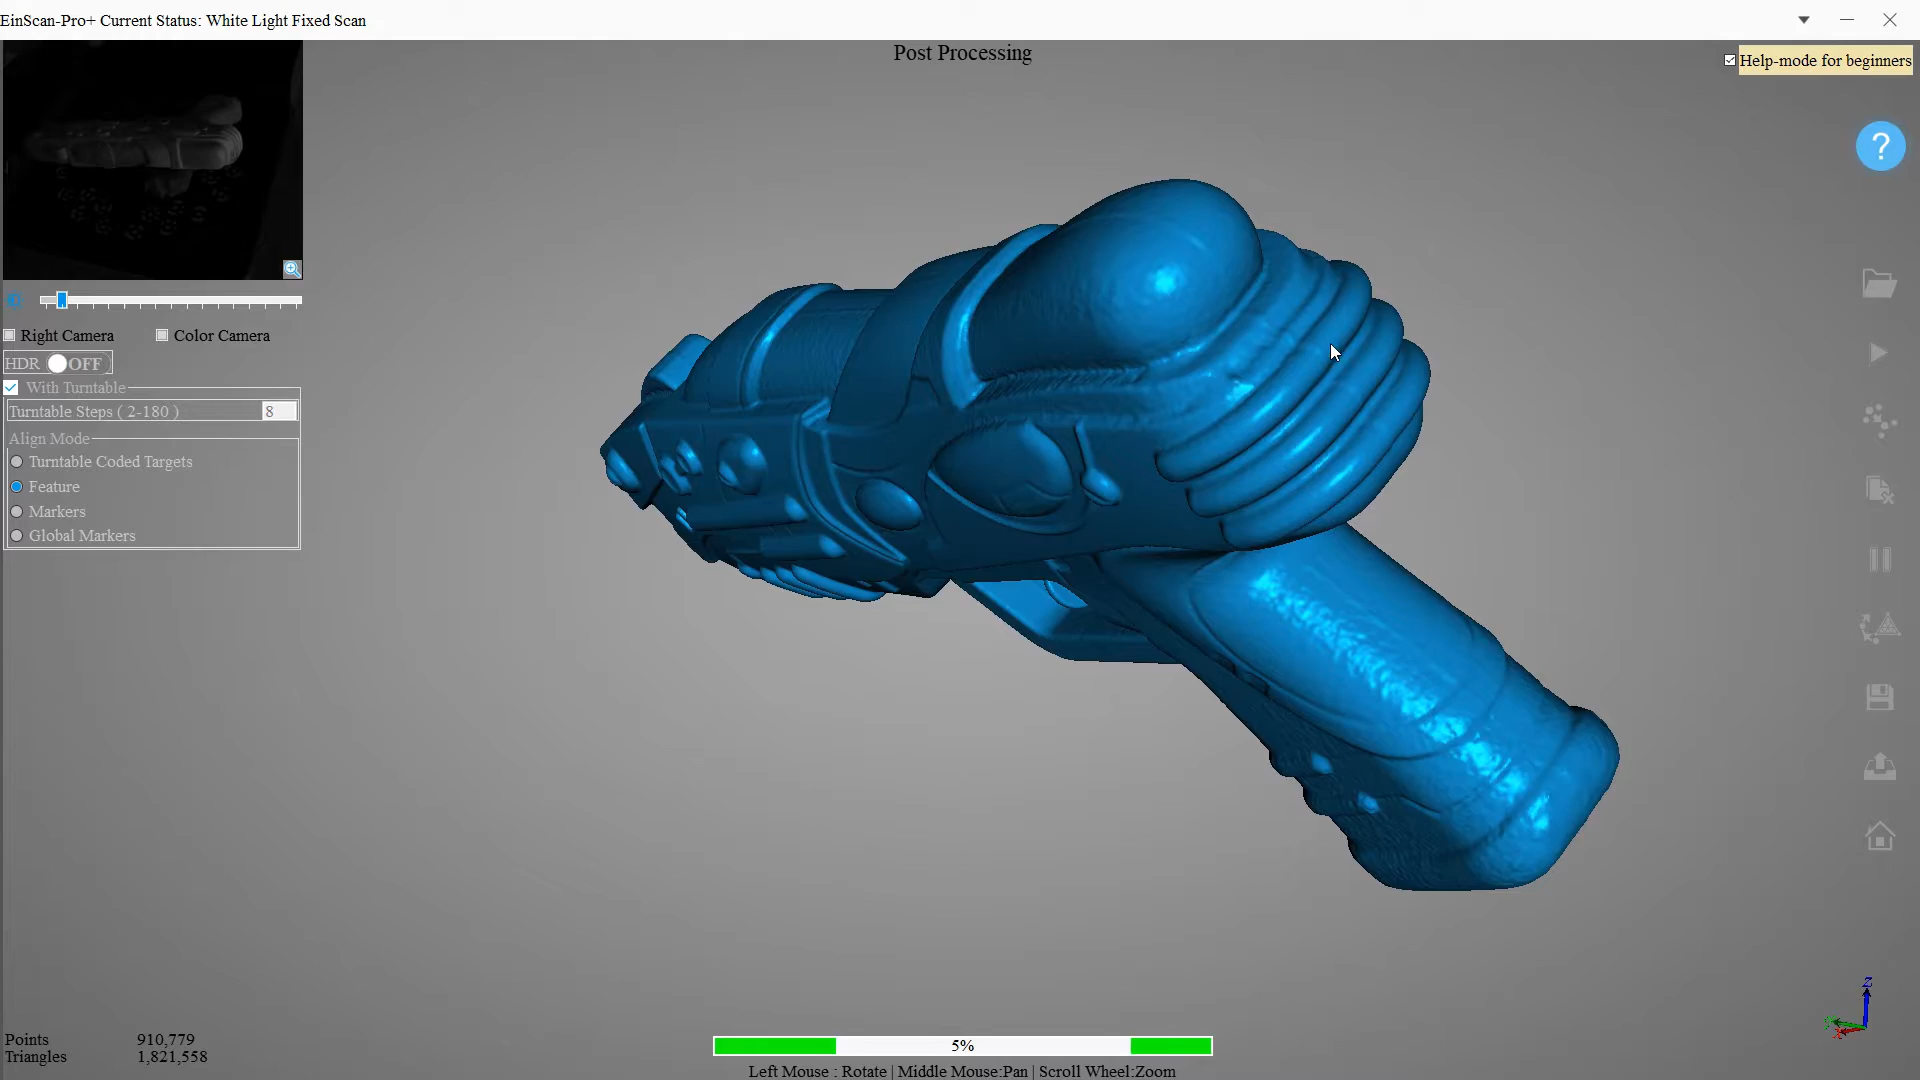 EinScan-Pro+ Current Status: White Light Fixed Scan
Post Processing
Help-mode for beginners
?
Right Camera
Color Camera
HDR OFF
With Turntable
Turntable Steps ( 2-180 ) 8
Align Mode
Turntable Coded Targets
Feature
Markers
Global Markers
Points 910,779
Triangles 1,821,558
5%
Left Mouse : Rotate | Middle Mouse:Pan | Scroll Wheel:Zoom
Z
Y
X